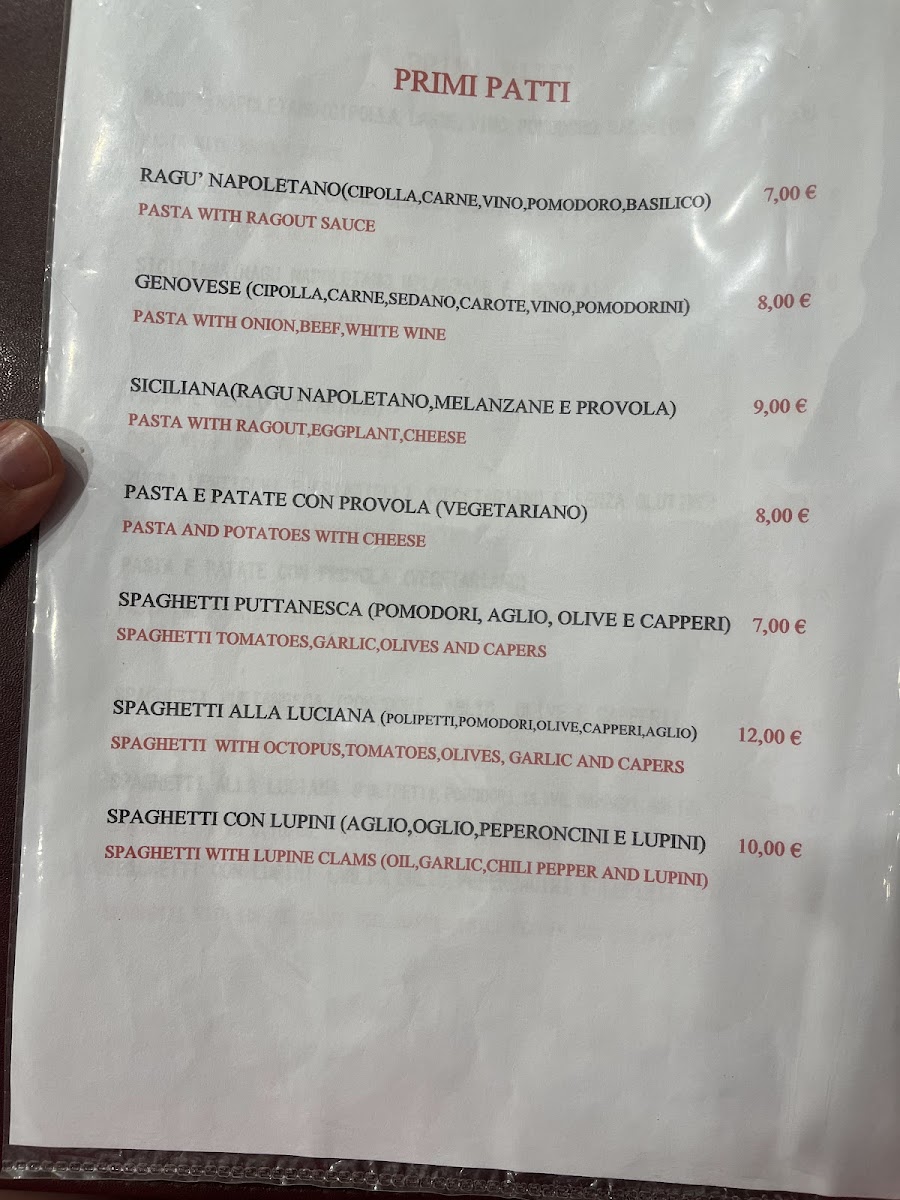 PRIMI PATTI
RAGU' NAPOLETANO(CIPOLLA,CARNE,VINO,POMODORO,BASILICO) 7,00 €
PASTA WITH RAGOUT SAUCE
GENOVESE (CIPOLLA,CARNE,SEDANO,CAROTE,VINO,POMODORINI) 8,00 €
PASTA WITH ONION,BEEF,WHITE WINE
SICILIANA(RAGU NAPOLETANO,MELANZANE E PROVOLA) 9,00 €
PASTA WITH RAGOUT,EGGPLANT,CHEESE
PASTA E PATATE CON PROVOLA (VEGETARIANO) 8,00 €
PASTA AND POTATOES WITH CHEESE
SPAGHETTI PUTTANESCA (POMODORI, AGLIO, OLIVE E CAPPERI) 7,00 €
SPAGHETTI TOMATOES,GARLIC,OLIVES AND CAPERS
SPAGHETTI ALLA LUCIANA (POLIPETTI,POMODORI,OLIVE,CAPPERI,AGLIO) 12,00 €
SPAGHETTI WITH OCTOPUS,TOMATOES,OLIVES, GARLIC AND CAPERS
SPAGHETTI CON LUPINI (AGLIO,OGLIO,PEPERONCINI E LUPINI) 10,00 €
SPAGHETTI WITH LUPINE CLAMS (OIL,GARLIC,CHILI PEPPER AND LUPINI)